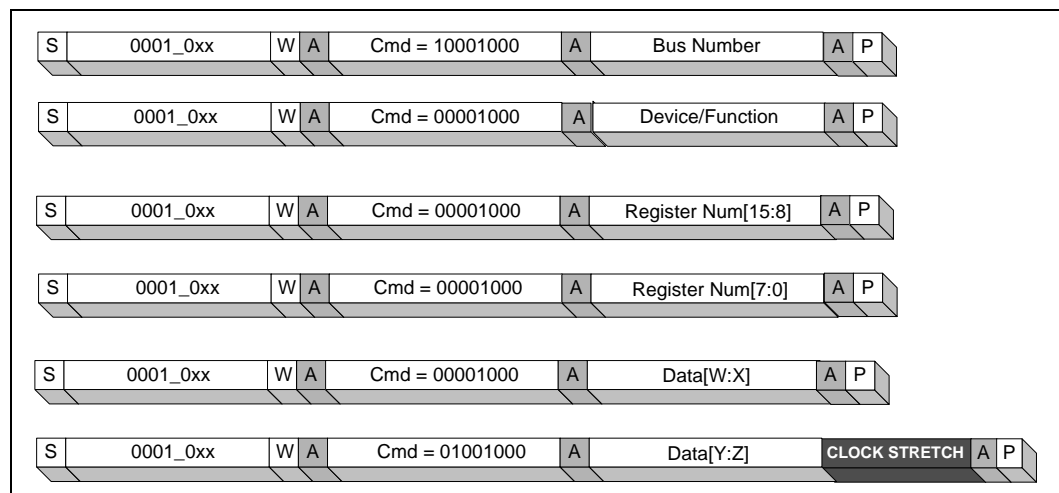 S 0001_0xx W A Cmd = 10001000 A Bus Number A P
S 0001_0xx W A Cmd = 00001000 A Device/Function A P
S 0001_0xx W A Cmd = 00001000 A Register Num[15:8] A P
S 0001_0xx W A Cmd = 00001000 A Register Num[7:0] A P
S 0001_0xx W A Cmd = 00001000 A Data[W:X] A P
S 0001_0xx W A Cmd = 01001000 A Data[Y:Z] CLOCK STRETCH A P